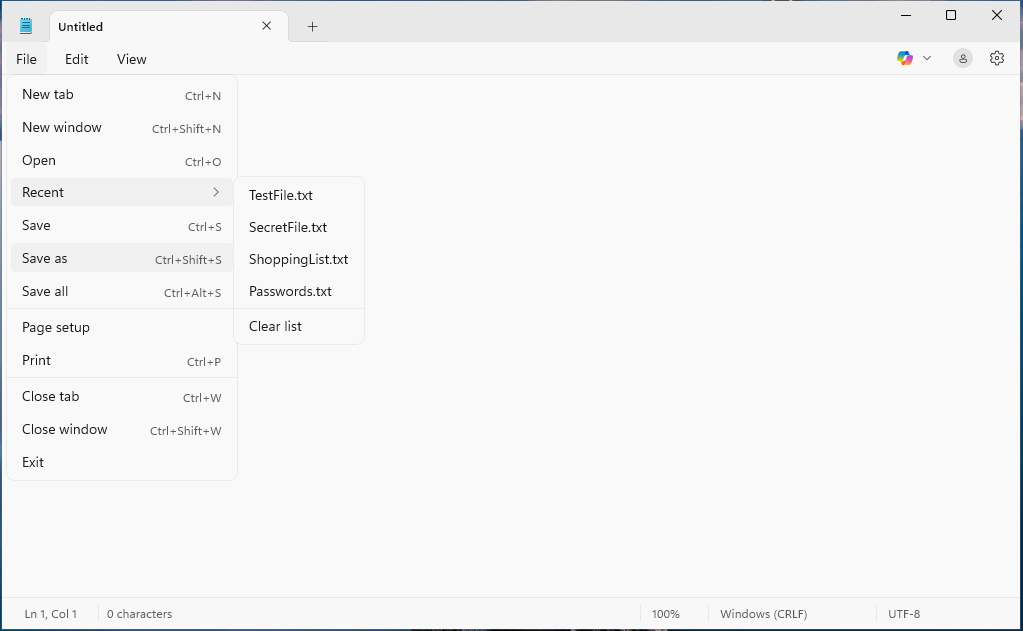 Untitled
File Edit View
New tab Ctrl+N
New window Ctrl+Shift+N
Open Ctrl+O
Recent
Save Ctrl+S
Save as Ctrl+Shift+S
Save all Ctrl+Alt+S
Page setup
Print Ctrl+P
Close tab Ctrl+W
Close window Ctrl+Shift+W
Exit
TestFile.txt
SecretFile.txt
ShoppingList.txt
Passwords.txt
Clear list
Ln 1, Col 1 0 characters 100% Windows (CRLF) UTF-8